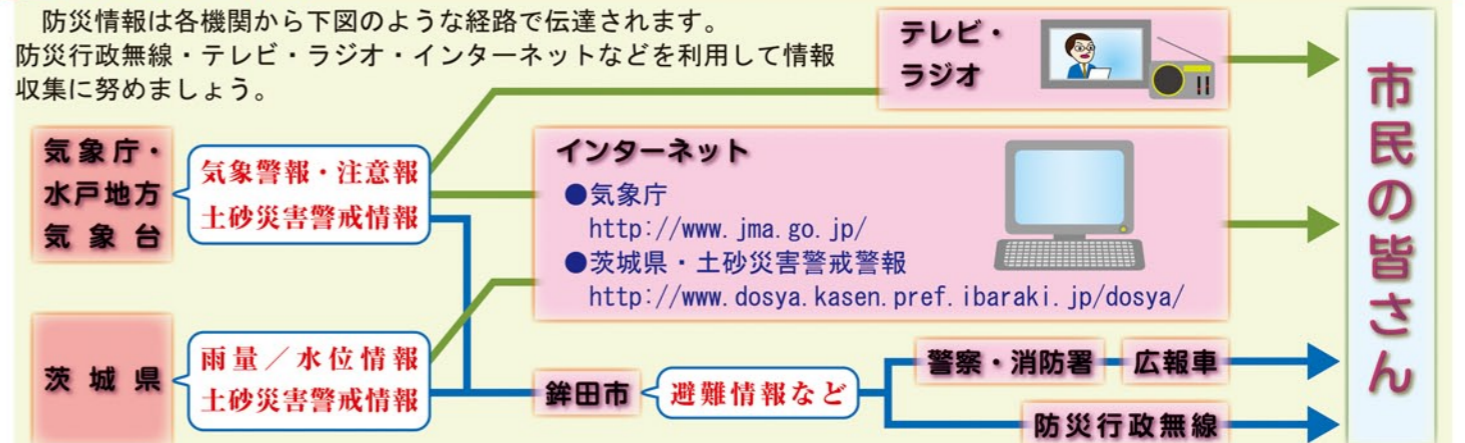 防災情報は各機関から下図のような経路で伝達されます。
防災行政無線・テレビ・ラジオ・インターネットなどを利用して情報
収集に努めましょう。
テレビ・
ラジオ
気象庁・
水戸地方
気象台
気象警報・注意報
土砂災害警戒情報
インターネット
●気象庁
http://www.jma.go.jp/
●茨城県・土砂災害警戒警報
http://www.dosya.kasen.pref.ibaraki.jp/dosya/
茨城県
雨量／水位情報
土砂災害警戒情報
鉾田市
避難情報など
警察・消防署
広報車
防災行政無線
市民の皆さん